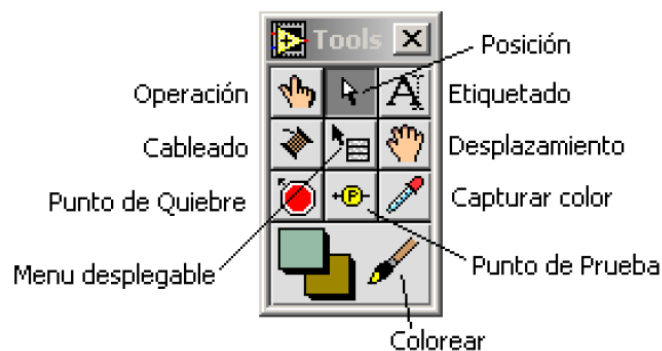 Tools
Posición
Operación
Etiquetado
Cableado
Desplazamiento
Punto de Quiebre
Capturar color
Menu desplegable
Punto de Prueba
Colorear